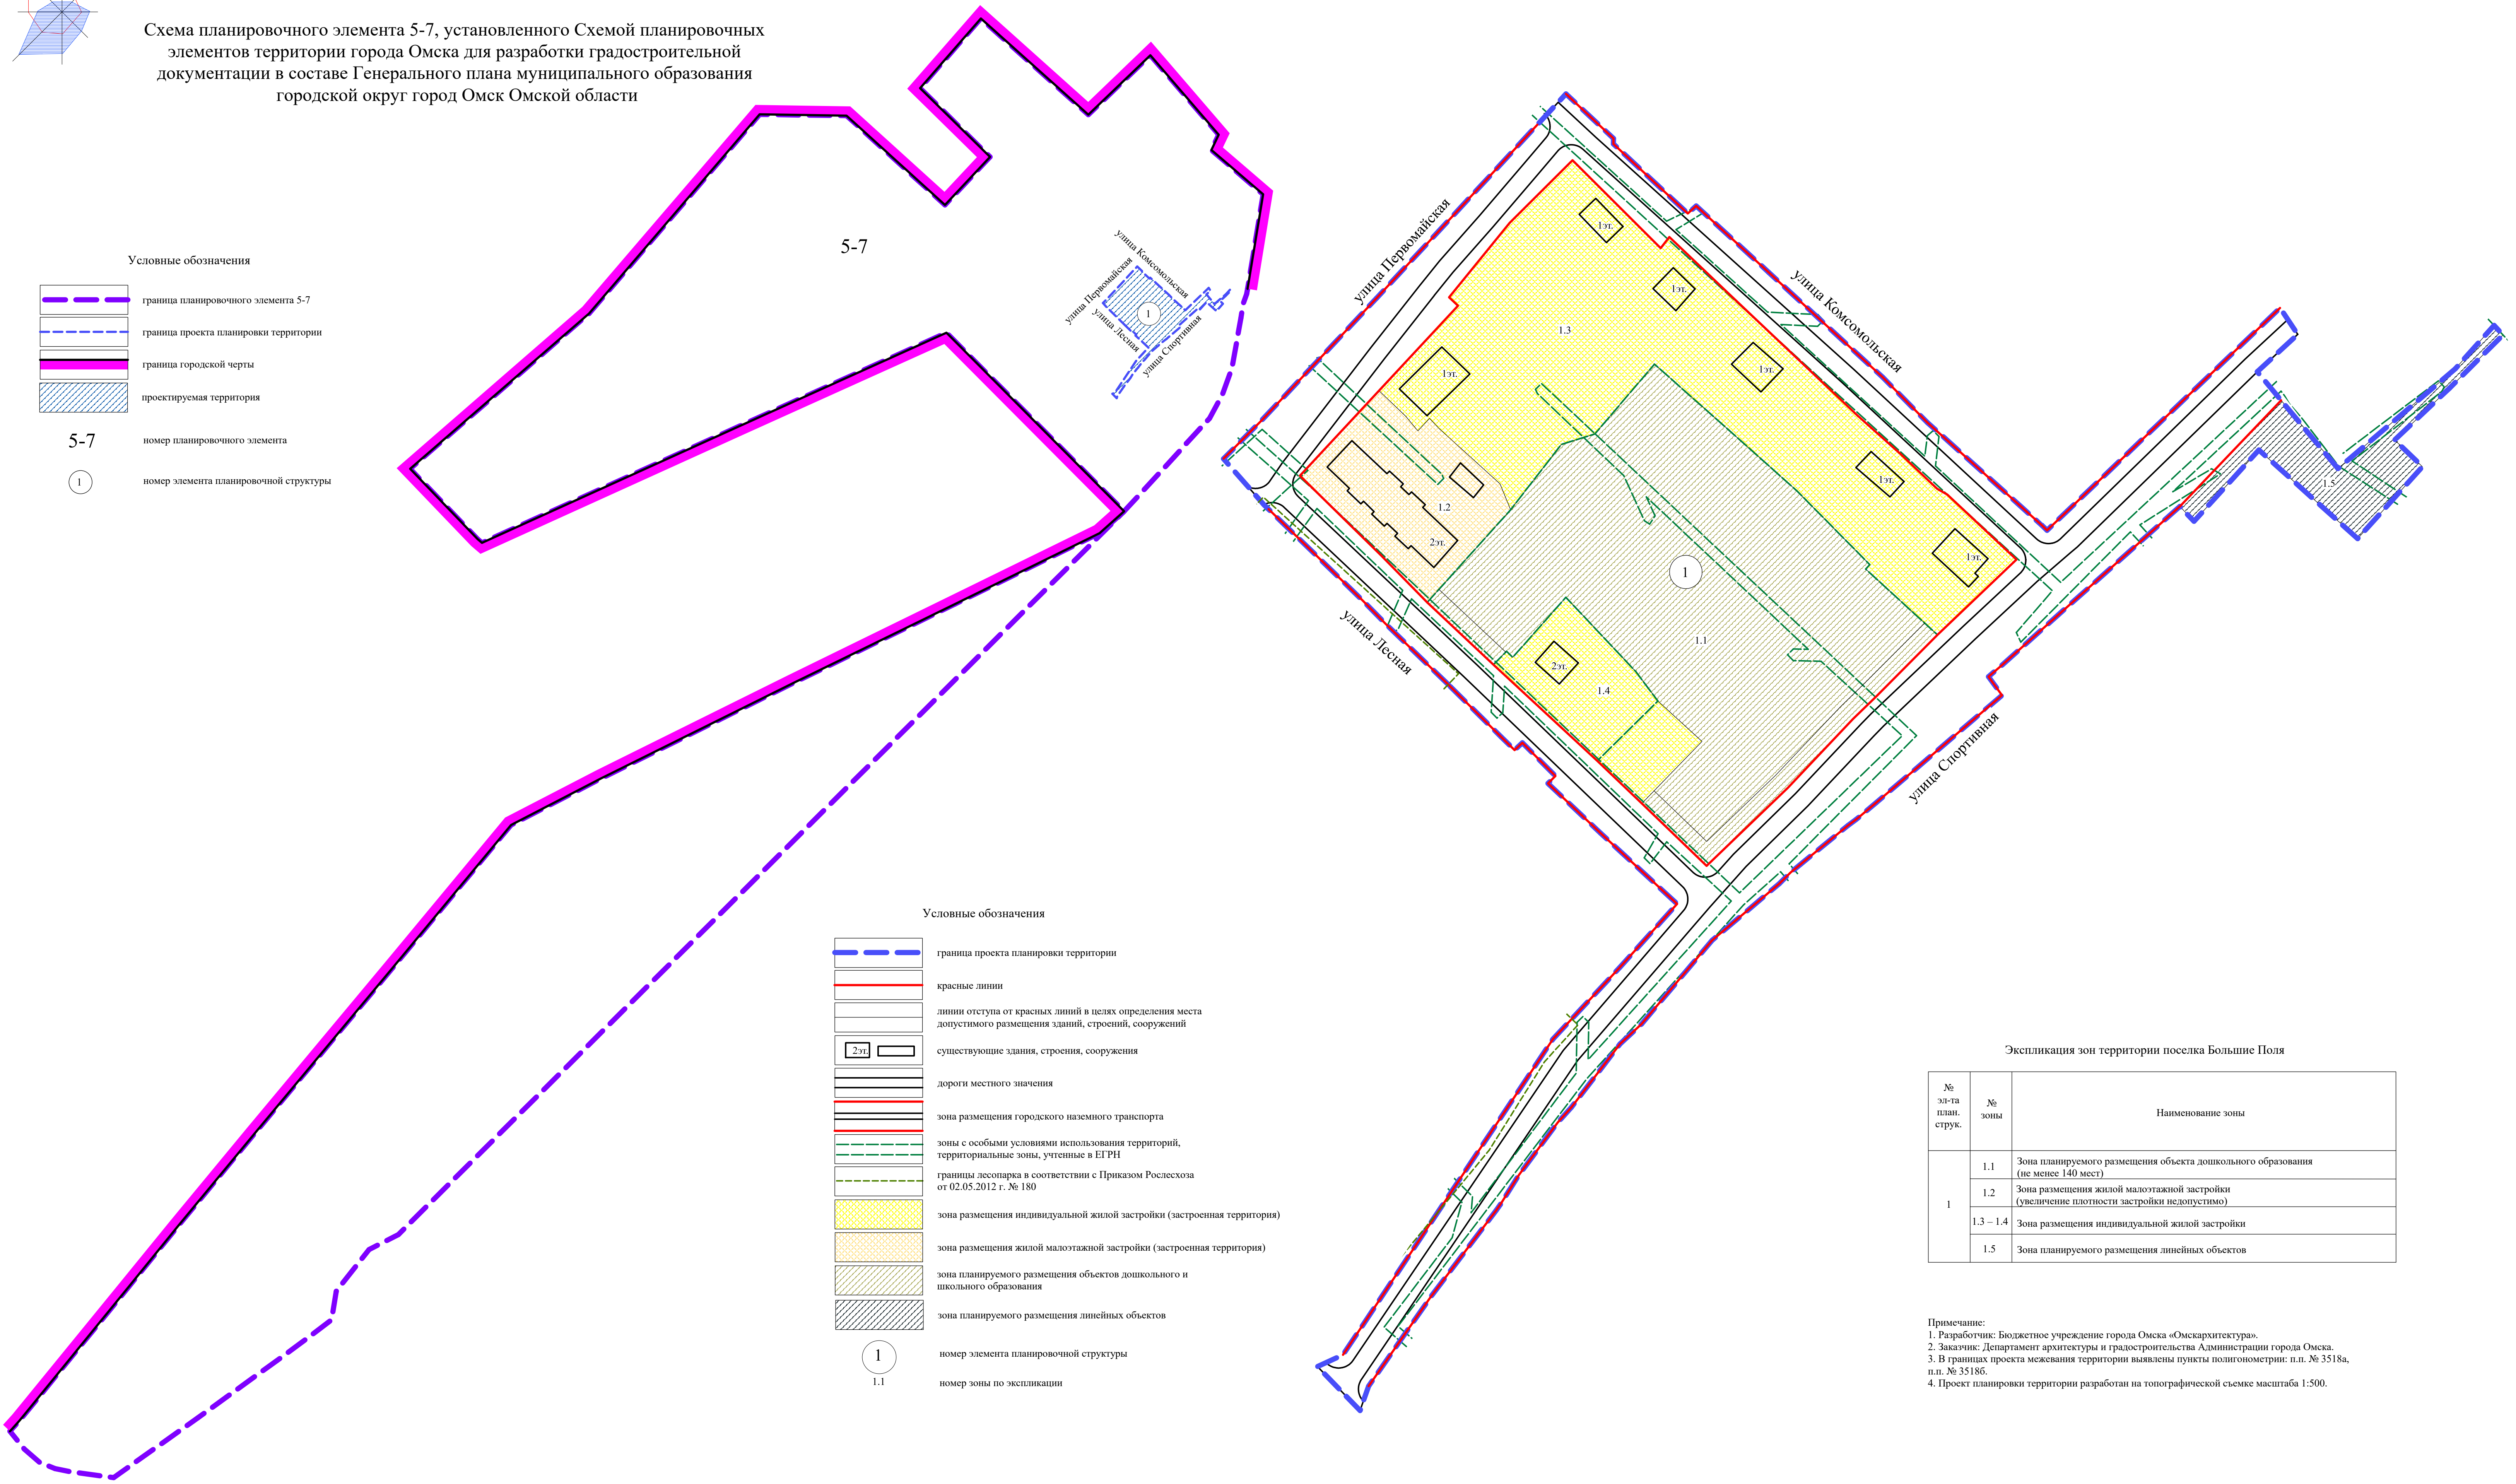 Схема планировочного элемента 5-7, установленного Схемой планировочных
элементов территории города Омска для разработки градостроительной
документации в составе Генерального плана муниципального образования
городской округ город Омск Омской области
Условные обозначения
граница планировочного элемента 5-7
граница проекта планировки территории
граница городской черты
проектируемая территория
5-7
номер планировочного элемента
1
номер элемента планировочной структуры
5-7
улица Комсомольская
улица Первомайская
1
улица Лесная
улица Спортивная
улица Первомайская
улица Комсомольская
улица Лесная
улица Спортивная
1эт.
1эт.
1.3
1эт.
1эт.
1эт.
1.5
1.2
2эт.
1эт.
1
1.1
2эт.
1.4
Условные обозначения
граница проекта планировки территории
красные линии
линии отступа от красных линий в целях определения места
допустимого размещения зданий, строений, сооружений
2эт.
существующие здания, строения, сооружения
дороги местного значения
зона размещения городского наземного транспорта
зоны с особыми условиями использования территорий,
территориальные зоны, учтенные в ЕГРН
границы лесопарка в соответствии с Приказом Рослесхоза
от 02.05.2012 г. № 180
зона размещения индивидуальной жилой застройки (застроенная территория)
зона размещения жилой малоэтажной застройки (застроенная территория)
зона планируемого размещения объектов дошкольного и
школьного образования
зона планируемого размещения линейных объектов
1
номер элемента планировочной структуры
1.1
номер зоны по экспликации
Экспликация зон территории поселка Большие Поля
№
эл-та
план.
струк.
№
зоны
Наименование зоны
1
1.1
Зона планируемого размещения объекта дошкольного образования
(не менее 140 мест)
1.2
Зона размещения жилой малоэтажной застройки
(увеличение плотности застройки недопустимо)
1.3 – 1.4
Зона размещения индивидуальной жилой застройки
1.5
Зона планируемого размещения линейных объектов
Примечание:
1. Разработчик: Бюджетное учреждение города Омска «Омскархитектура».
2. Заказчик: Департамент архитектуры и градостроительства Администрации города Омска.
3. В границах проекта межевания территории выявлены пункты полигонометрии: п.п. № 3518а,
п.п. № 3518б.
4. Проект планировки территории разработан на топографической съемке масштаба 1:500.